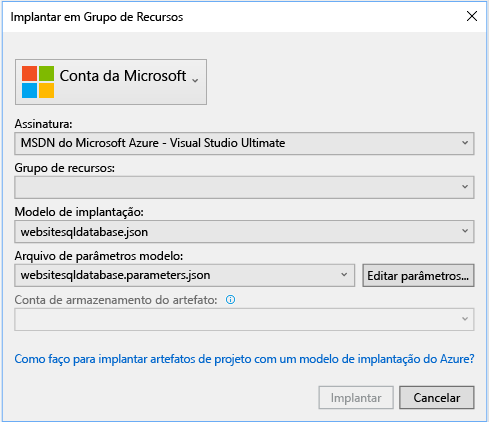 Implantar em Grupo de Recursos
Conta da Microsoft
Assinatura:
MSDN do Microsoft Azure - Visual Studio Ultimate
Grupo de recursos:
Modelo de implantação:
websitesqldatabase.json
Arquivo de parâmetros modelo:
websitesqldatabase.parameters.json
Editar parâmetros...
Conta de armazenamento do artefato:
Como faço para implantar artefatos de projeto com um modelo de implantação do Azure?
Implantar
Cancelar